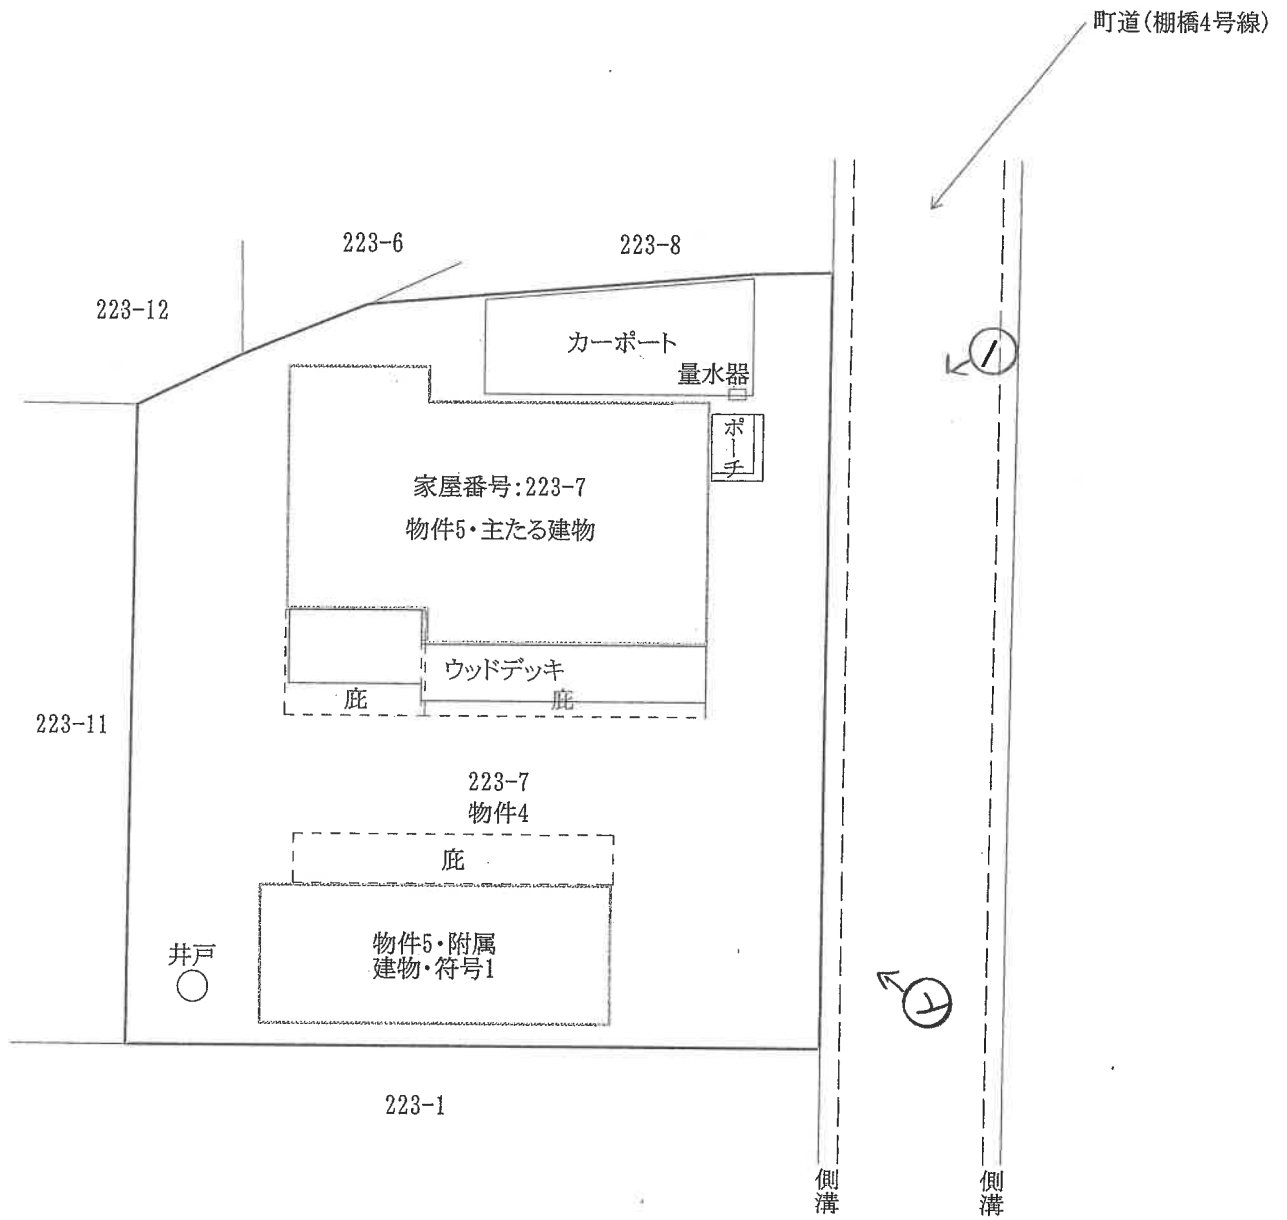 町道(棚橋4号線)
223-6
223-8
223-12
カーポート
量水器
ポーチ
家屋番号:223-7
物件5・主たる建物
ウッドデッキ
庇
庇
223-11
223-7
物件4
庇
物件5・附属
建物・符号1
井戸
223-1
側溝
側溝